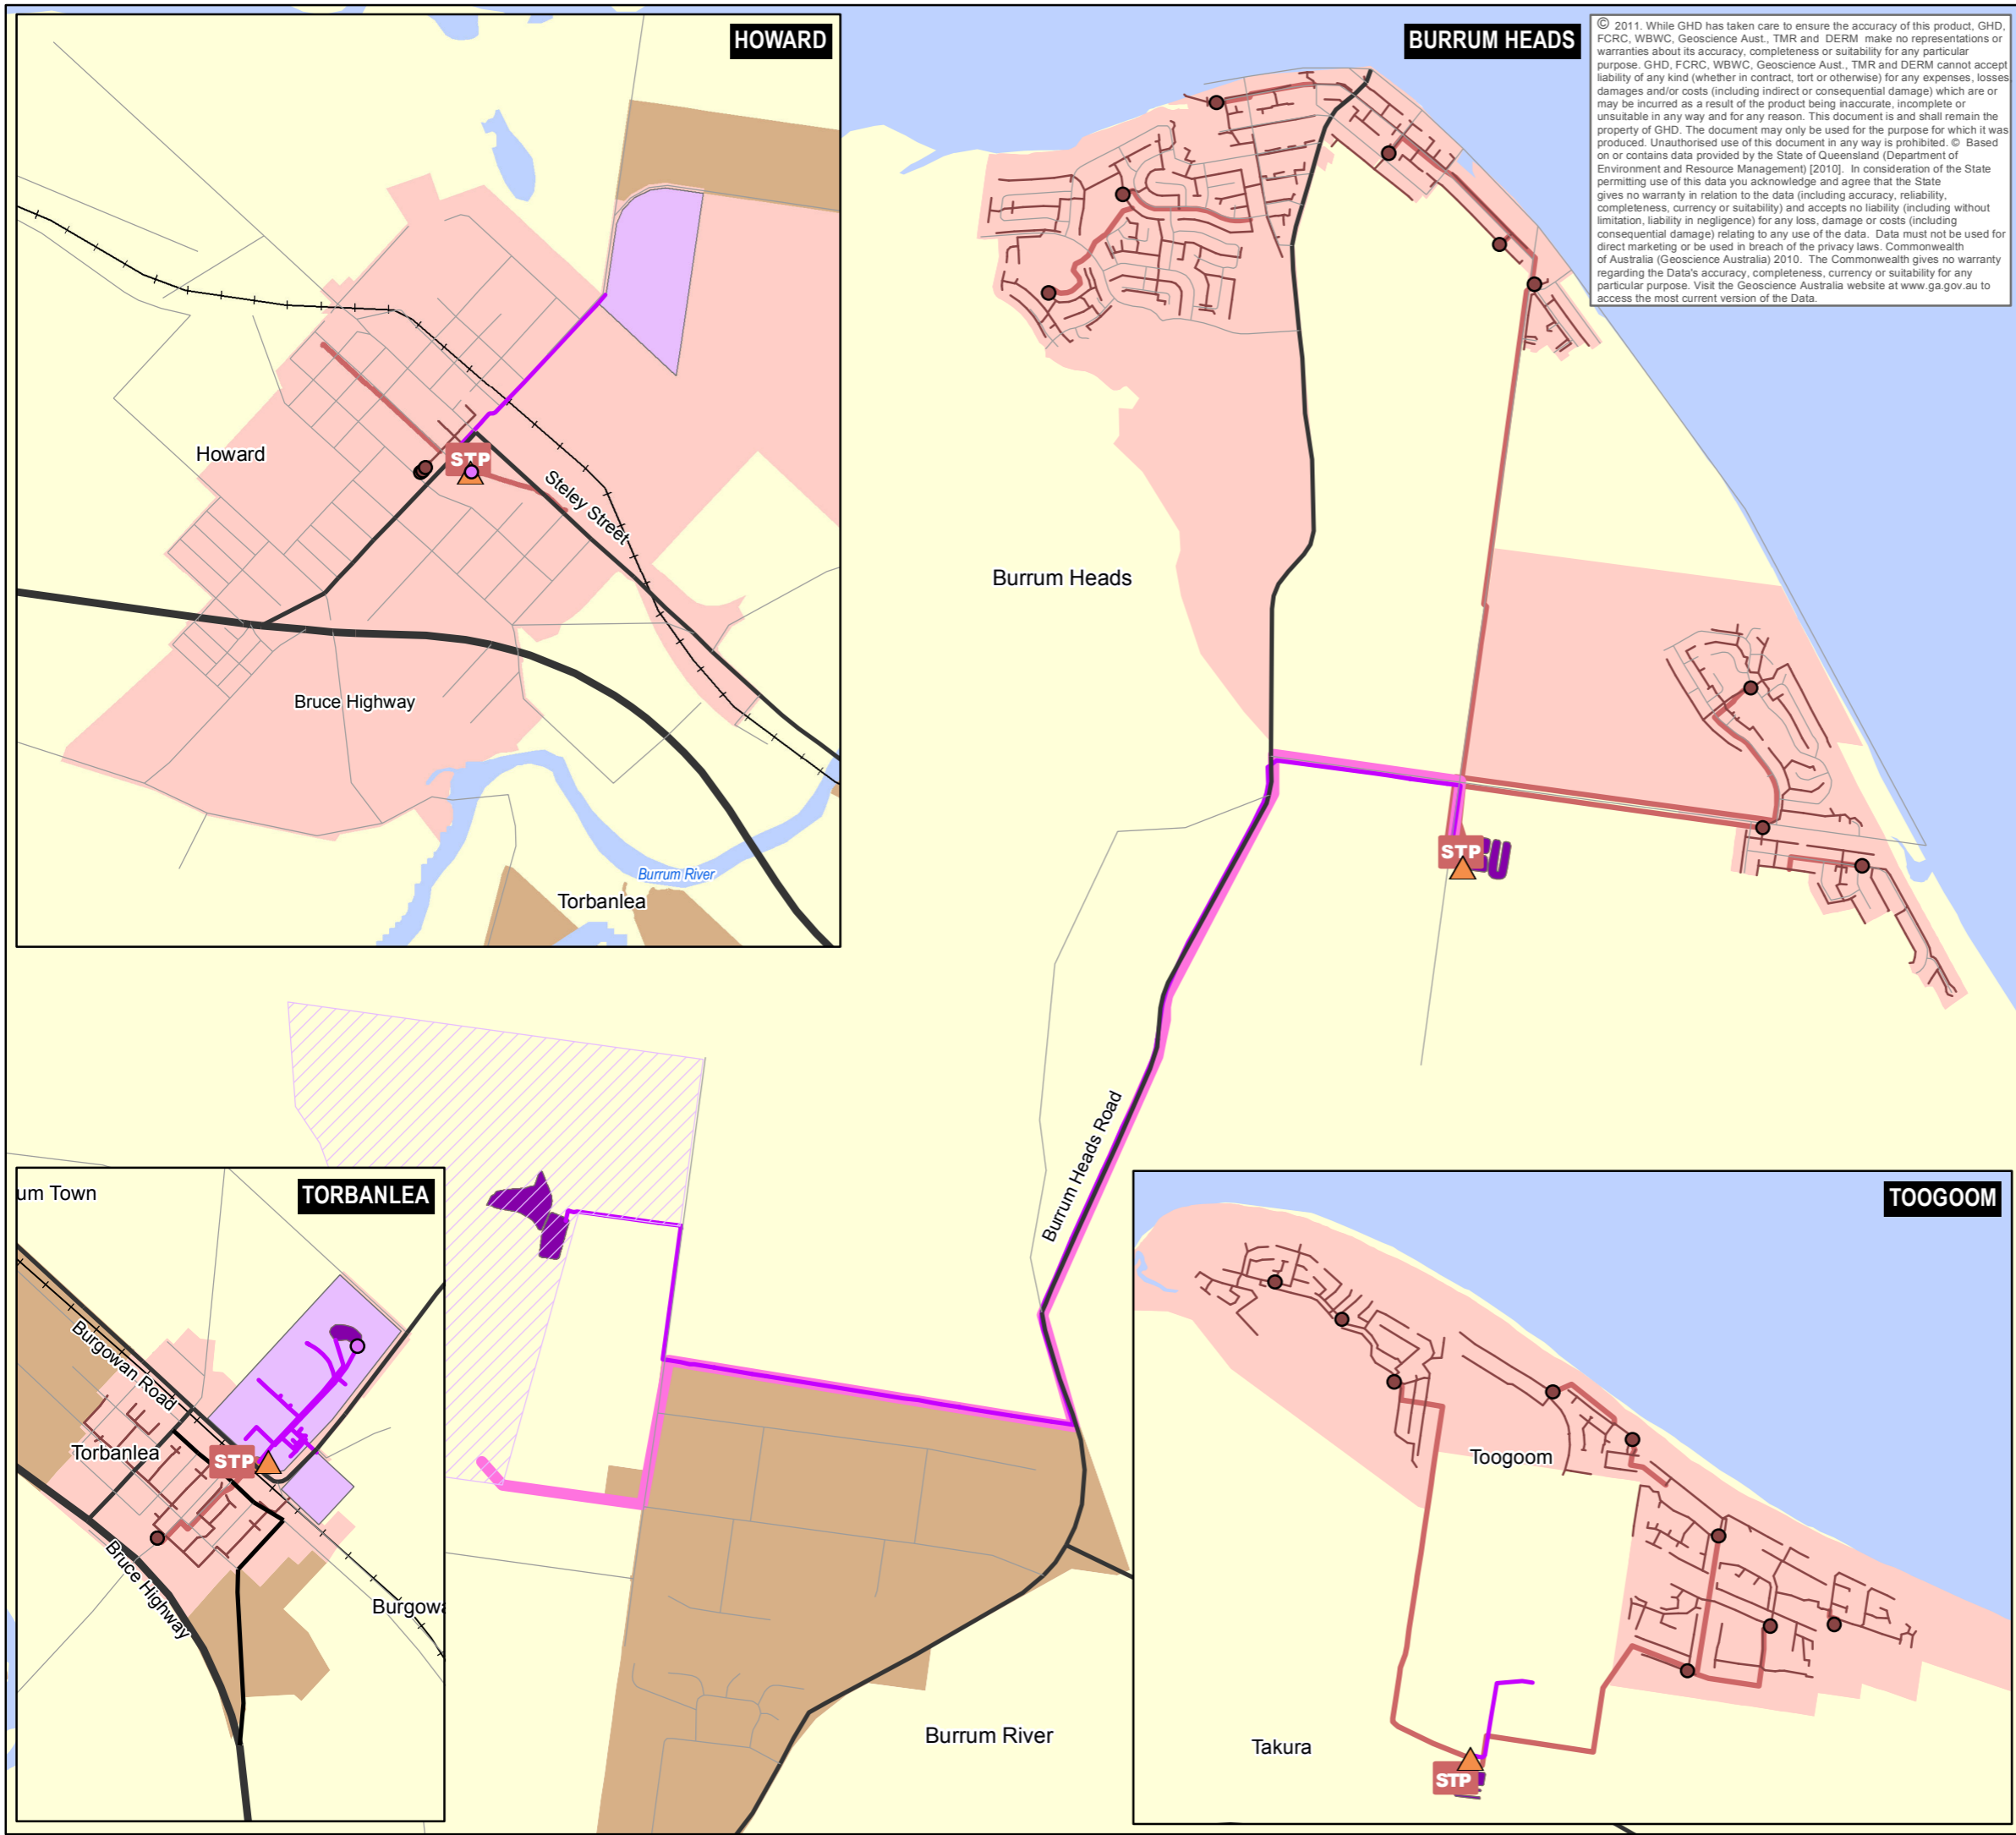 HOWARD
Howard
STP
Steley Street
Bruce Highway
Burrum River
Torbanlea
BURRUM HEADS
© 2011. While GHD has taken care to ensure the accuracy of this product, GHD,
FCRC, WBWC, Geoscience Aust., TMR and DERM make no representations or
warranties about its accuracy, completeness or suitability for any particular
purpose. GHD, FCRC, WBWC, Geoscience Aust., TMR and DERM cannot accept
liability of any kind (whether in contract, tort or otherwise) for any expenses, losses,
damages and/or costs (including indirect or consequential damage) which are or
may be incurred as a result of the product being inaccurate, incomplete or
unsuitable in any way and for any reason. This document is and shall remain the
property of GHD. The document may only be used for the purpose for which it was
produced. Unauthorised use of this document in any way is prohibited. © Based
on or contains data provided by the State of Queensland (Department of
Environment and Resource Management) [2010]. In consideration of the State
permitting use of this data you acknowledge and agree that the State
gives no warranty in relation to the data (including accuracy, reliability,
completeness, currency or suitability) and accepts no liability (including without
limitation, liability in negligence) for any loss, damage or costs (including
consequential damage) relating to any use of the data. Data must not be used for
direct marketing or be used in breach of the privacy laws. Commonwealth
of Australia (Geoscience Australia) 2010. The Commonwealth gives no warranty
regarding the Data's accuracy, completeness, currency or suitability for any
particular purpose. Visit the Geoscience Australia website at www.ga.gov.au to
access the most current version of the Data.
Burrum Heads
STP
Burrum Heads Road
Burrum River
TORBANLEA
um Town
Burgowan Road
Torbanlea
STP
Bruce Highway
Burgowa
TOOGOOM
Toogoom
Takura
STP